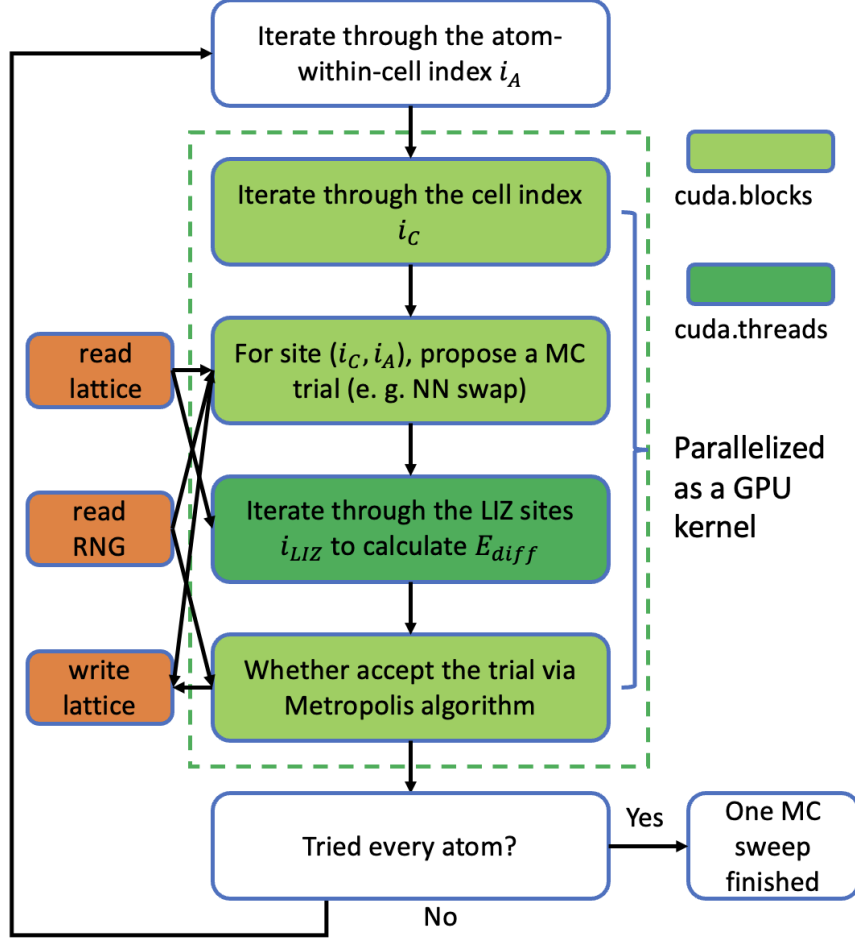 Iterate through the atom-
within-cell index i_A
Iterate through the cell index
i_C
cuda.blocks
cuda.threads
read
lattice
For site (i_C, i_A), propose a MC
trial (e. g. NN swap)
Parallelized
as a GPU
kernel
read
RNG
Iterate through the LIZ sites
i_LIZ to calculate E_diff
write
lattice
Whether accept the trial via
Metropolis algorithm
Tried every atom?
Yes
One MC
sweep
finished
No